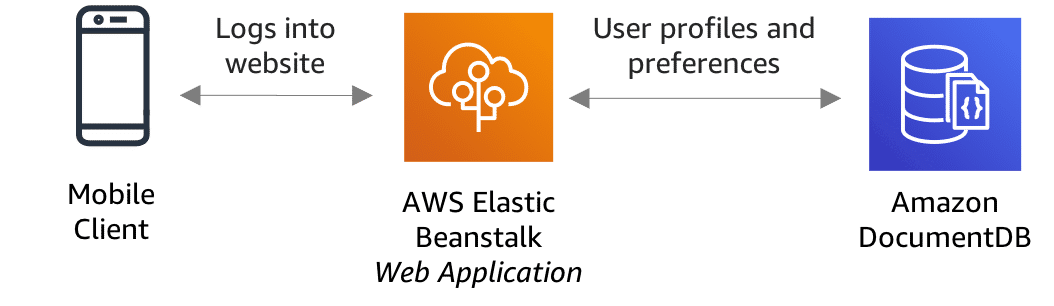 Logs into
website
User profiles and
preferences
{}
Mobile
Client
AWS Elastic
Beanstalk
Web Application
Amazon
DocumentDB